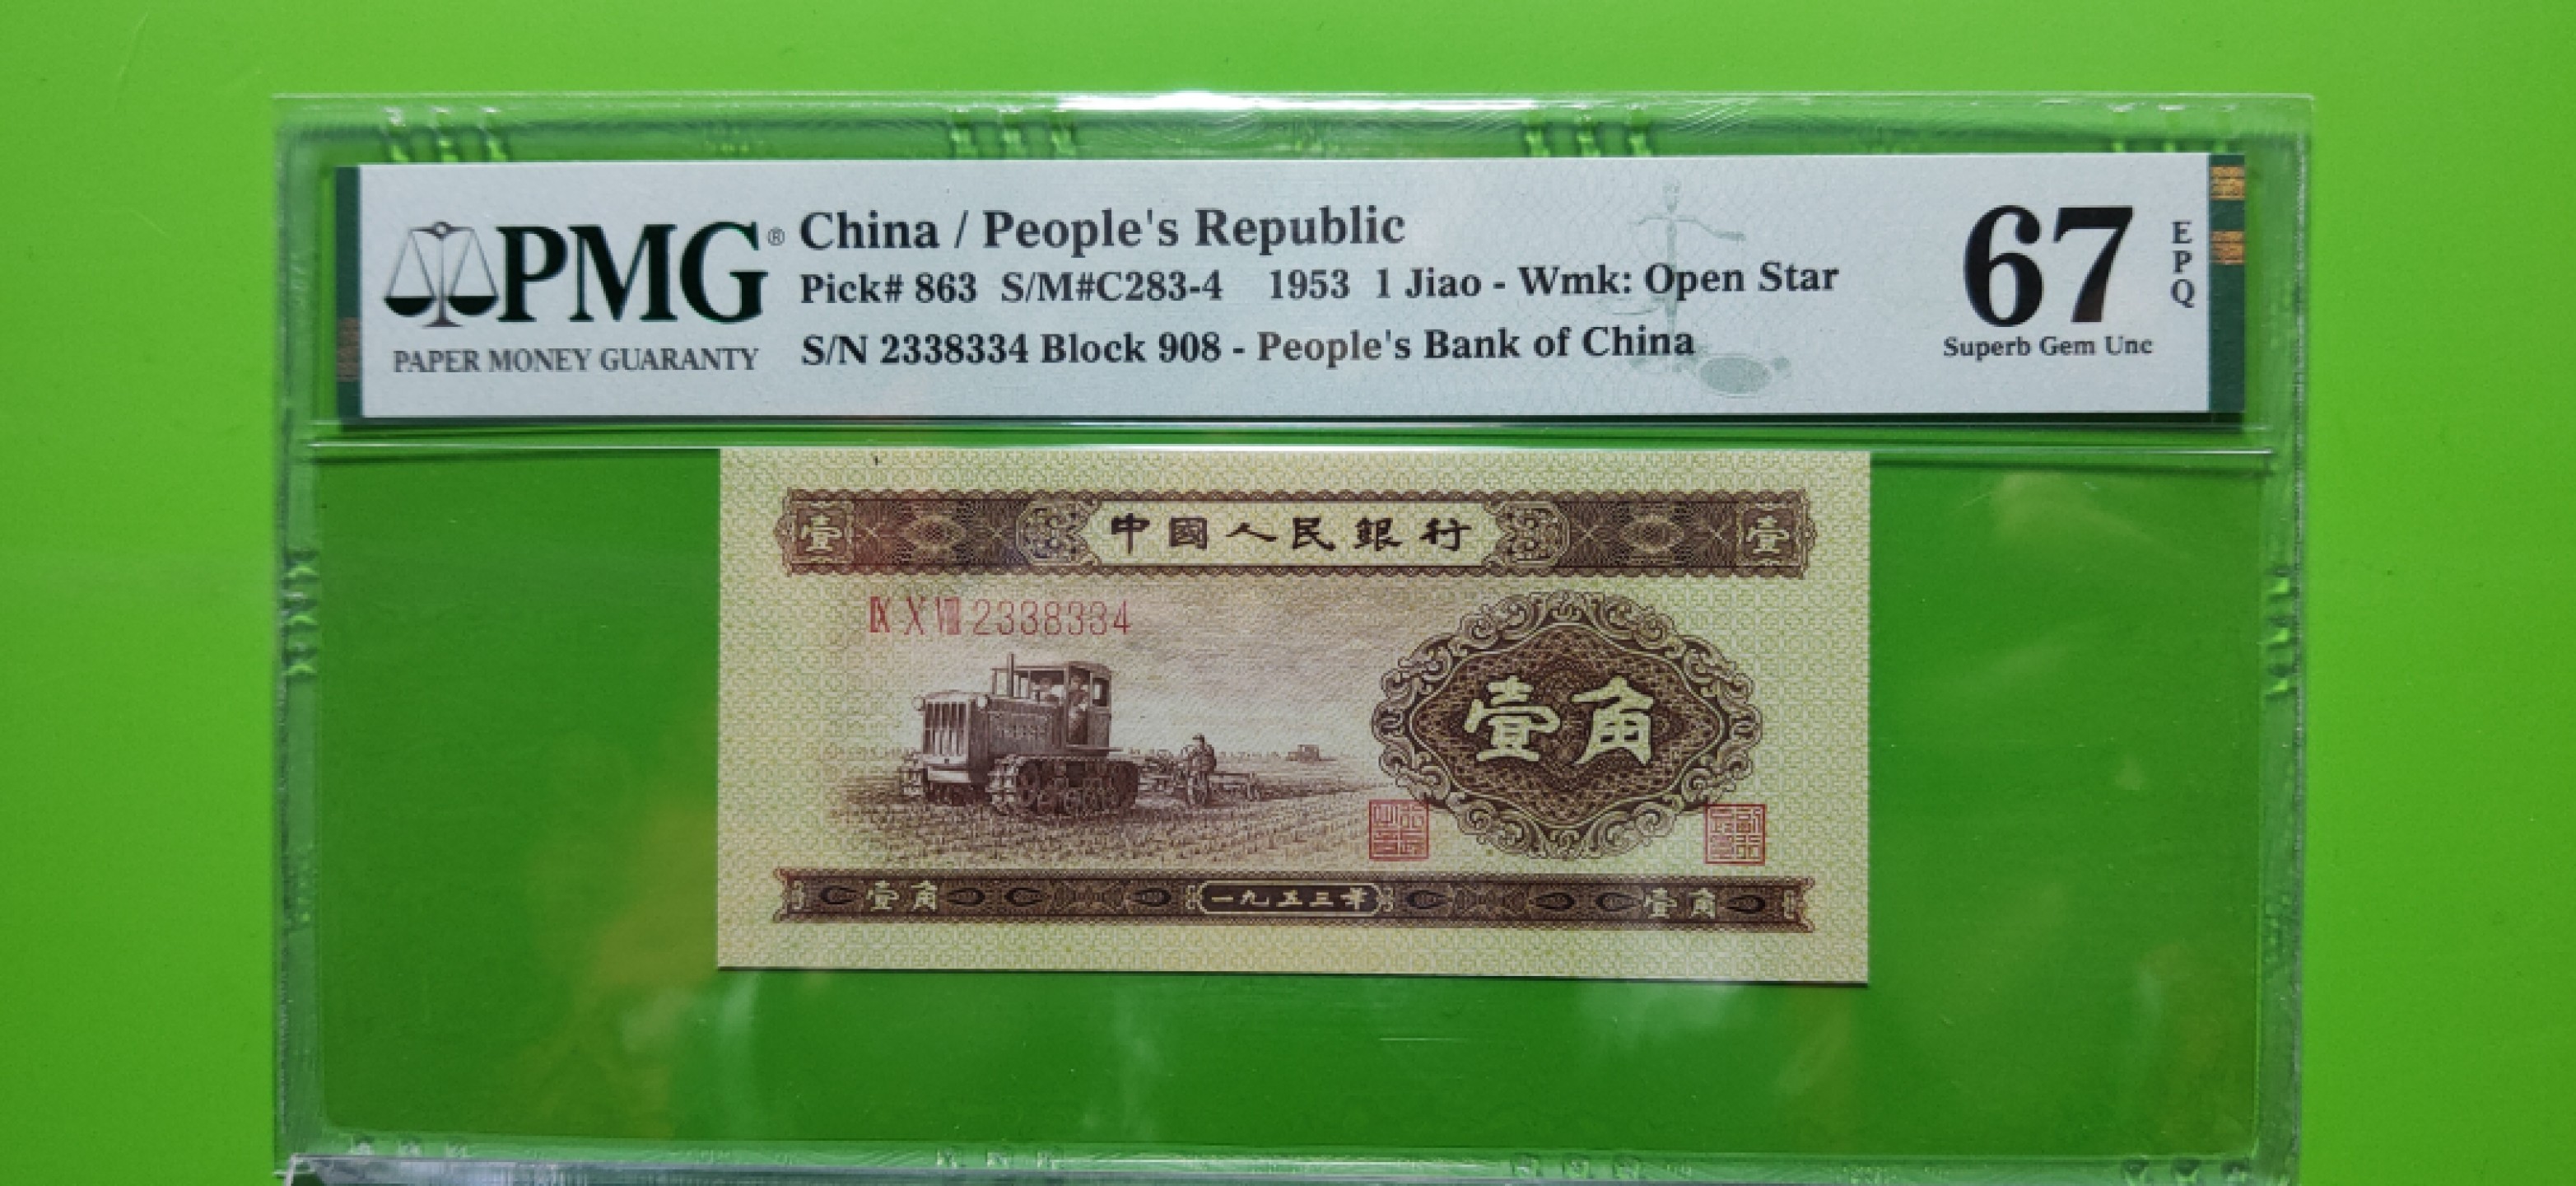 PMG®
PAPER MONEY GUARANTY
China / People's Republic
Pick# 863 S/M#C283-4 1953 1 Jiao - Wmk: Open Star
S/N 2338334 Block 908 - People's Bank of China
67
EPQ
Superb Gem Unc
壹 中國人民銀行 壹
Ⅸ Ⅹ Ⅷ 2338334
壹角
壹角 一九五三年 壹角